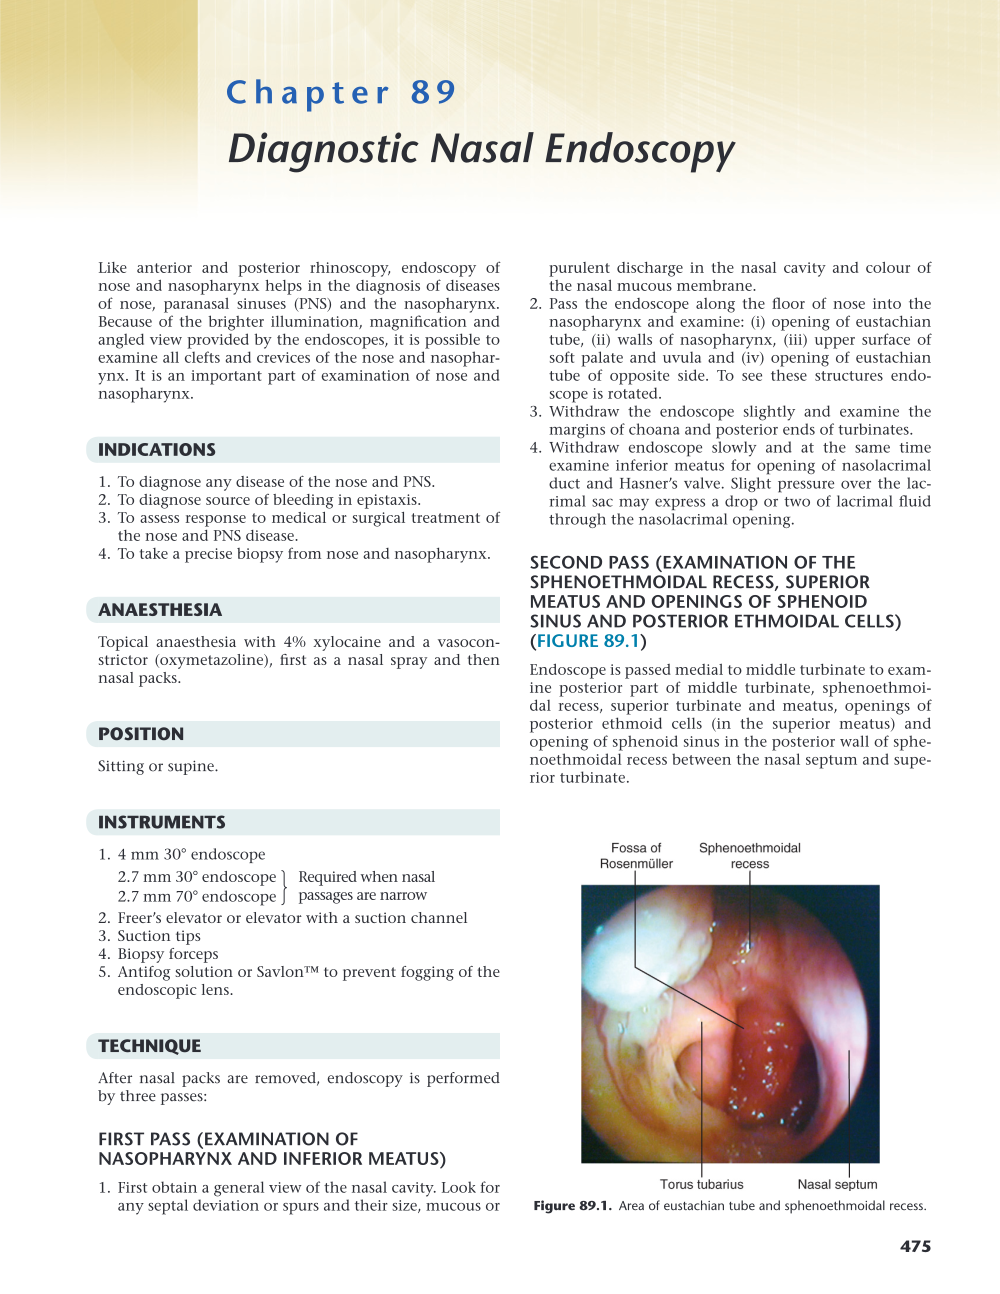 Chapter 89
Diagnostic Nasal Endoscopy
Like anterior and posterior rhinoscopy, endoscopy of
nose and nasopharynx helps in the diagnosis of diseases
of nose, paranasal sinuses (PNS) and the nasopharynx.
Because of the brighter illumination, magnification and
angled view provided by the endoscopes, it is possible to
examine all clefts and crevices of the nose and nasophar-
ynx. It is an important part of examination of nose and
nasopharynx.
INDICATIONS
1. To diagnose any disease of the nose and PNS.
2. To diagnose source of bleeding in epistaxis.
3. To assess response to medical or surgical treatment of
the nose and PNS disease.
4. To take a precise biopsy from nose and nasopharynx.
ANAESTHESIA
Topical anaesthesia with 4% xylocaine and a vasocon-
strictor (oxymetazoline), first as a nasal spray and then
nasal packs.
POSITION
Sitting or supine.
INSTRUMENTS
1. 4 mm 30° endoscope
2.7 mm 30° endoscope } Required when nasal
2.7 mm 70° endoscope } passages are narrow
2. Freer's elevator or elevator with a suction channel
3. Suction tips
4. Biopsy forceps
5. Antifog solution or Savlon™ to prevent fogging of the
endoscopic lens.
TECHNIQUE
After nasal packs are removed, endoscopy is performed
by three passes:
FIRST PASS (EXAMINATION OF
NASOPHARYNX AND INFERIOR MEATUS)
1. First obtain a general view of the nasal cavity. Look for
any septal deviation or spurs and their size, mucous or
purulent discharge in the nasal cavity and colour of
the nasal mucous membrane.
2. Pass the endoscope along the floor of nose into the
nasopharynx and examine: (i) opening of eustachian
tube, (ii) walls of nasopharynx, (iii) upper surface of
soft palate and uvula and (iv) opening of eustachian
tube of opposite side. To see these structures endo-
scope is rotated.
3. Withdraw the endoscope slightly and examine the
margins of choana and posterior ends of turbinates.
4. Withdraw endoscope slowly and at the same time
examine inferior meatus for opening of nasolacrimal
duct and Hasner's valve. Slight pressure over the lac-
rimal sac may express a drop or two of lacrimal fluid
through the nasolacrimal opening.
SECOND PASS (EXAMINATION OF THE
SPHENOETHMOIDAL RECESS, SUPERIOR
MEATUS AND OPENINGS OF SPHENOID
SINUS AND POSTERIOR ETHMOIDAL CELLS)
(FIGURE 89.1)
Endoscope is passed medial to middle turbinate to exam-
ine posterior part of middle turbinate, sphenoethmoi-
dal recess, superior turbinate and meatus, openings of
posterior ethmoid cells (in the superior meatus) and
opening of sphenoid sinus in the posterior wall of sphe-
noethmoidal recess between the nasal septum and supe-
rior turbinate.
Fossa of
Rosenmüller
Sphenoethmoidal
recess
Torus tubarius
Nasal septum
Figure 89.1. Area of eustachian tube and sphenoethmoidal recess.
475